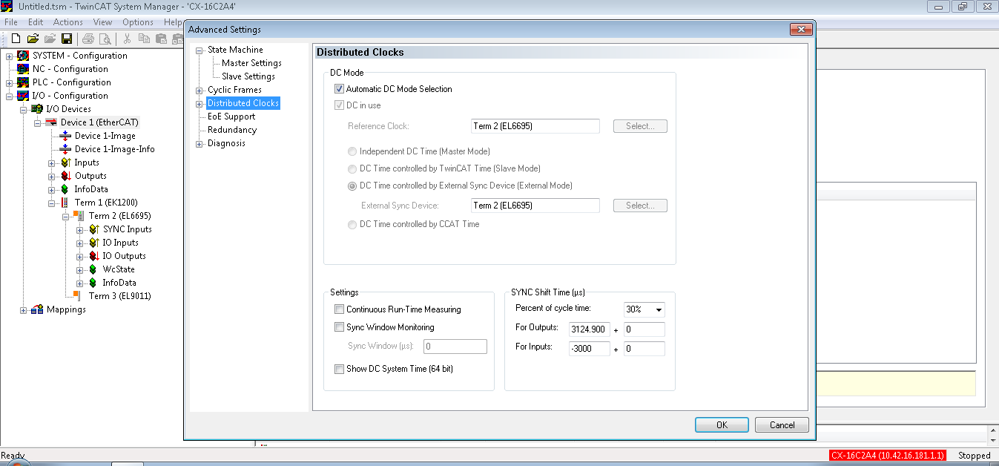 Untitled.tsm - TwinCAT System Manager - 'CX-16C2A4'
File Edit Actions View Options Help
SYSTEM - Configuration
NC - Configuration
PLC - Configuration
I/O - Configuration
I/O Devices
Device 1 (EtherCAT)
Device 1-Image
Device 1-Image-Info
Inputs
Outputs
InfoData
Term 1 (EK1200)
Term 2 (EL6695)
SYNC Inputs
IO Inputs
IO Outputs
WcState
InfoData
Term 3 (EL9011)
Mappings
Advanced Settings
State Machine
Master Settings
Slave Settings
Cyclic Frames
Distributed Clocks
EoE Support
Redundancy
Diagnosis
Distributed Clocks
DC Mode
Automatic DC Mode Selection
DC in use
Reference Clock: Term 2 (EL6695) Select...
Independent DC Time (Master Mode)
DC Time controlled by TwinCAT Time (Slave Mode)
DC Time controlled by External Sync Device (External Mode)
External Sync Device: Term 2 (EL6695) Select...
DC Time controlled by CCAT Time
Settings
Continuous Run-Time Measuring
Sync Window Monitoring
Sync Window (µs): 0
Show DC System Time (64 bit)
SYNC Shift Time (µs)
Percent of cycle time: 30%
For Outputs: 3124.900 + 0
For Inputs: -3000 + 0
OK Cancel
Ready
CX-16C2A4 (10.42.16.181.1.1) Stopped